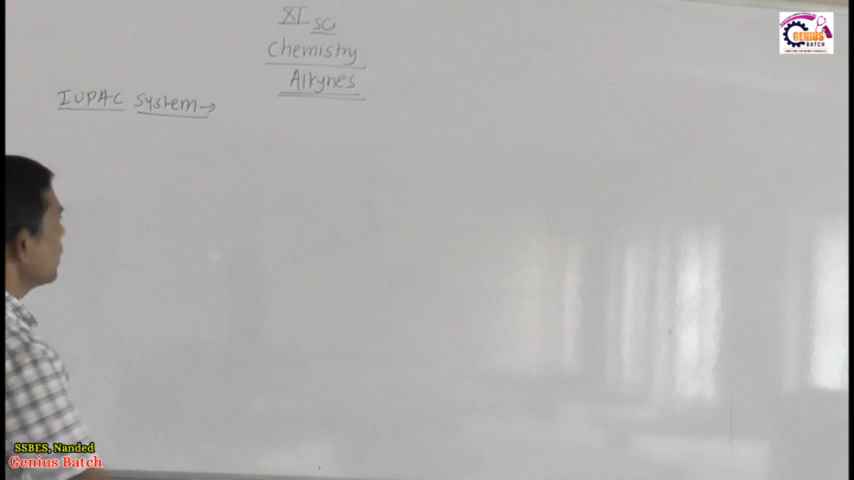 XI sc
Chemistry
Alkynes
IUPAC System →
GENIUS
BATCH
SSBES, Nanded
Genius Batch